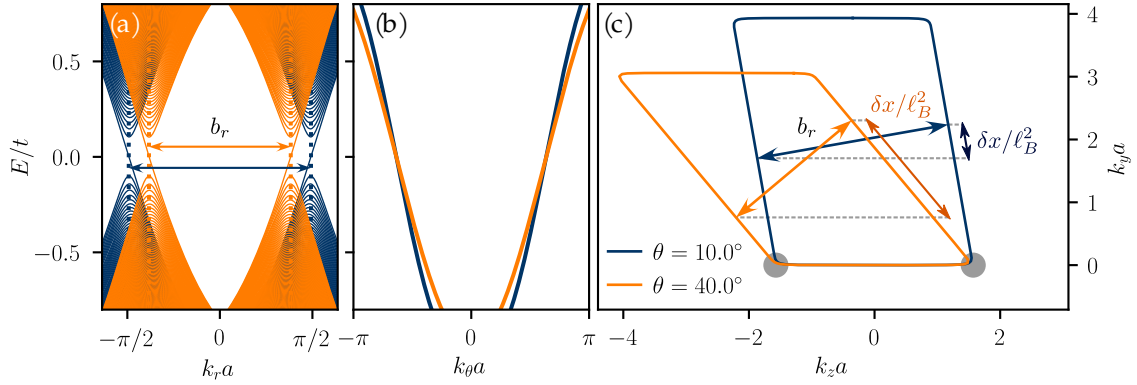 (a)
E/t
0.5
0.0
−0.5
b_r
−π/2
0
π/2
k_r a
(b)
−π
0
π
k_θ a
(c)
δx/ℓ_B^2
b_r
δx/ℓ_B^2
θ = 10.0°
θ = 40.0°
−4
−2
0
2
k_z a
4
3
2
1
0
k_y a